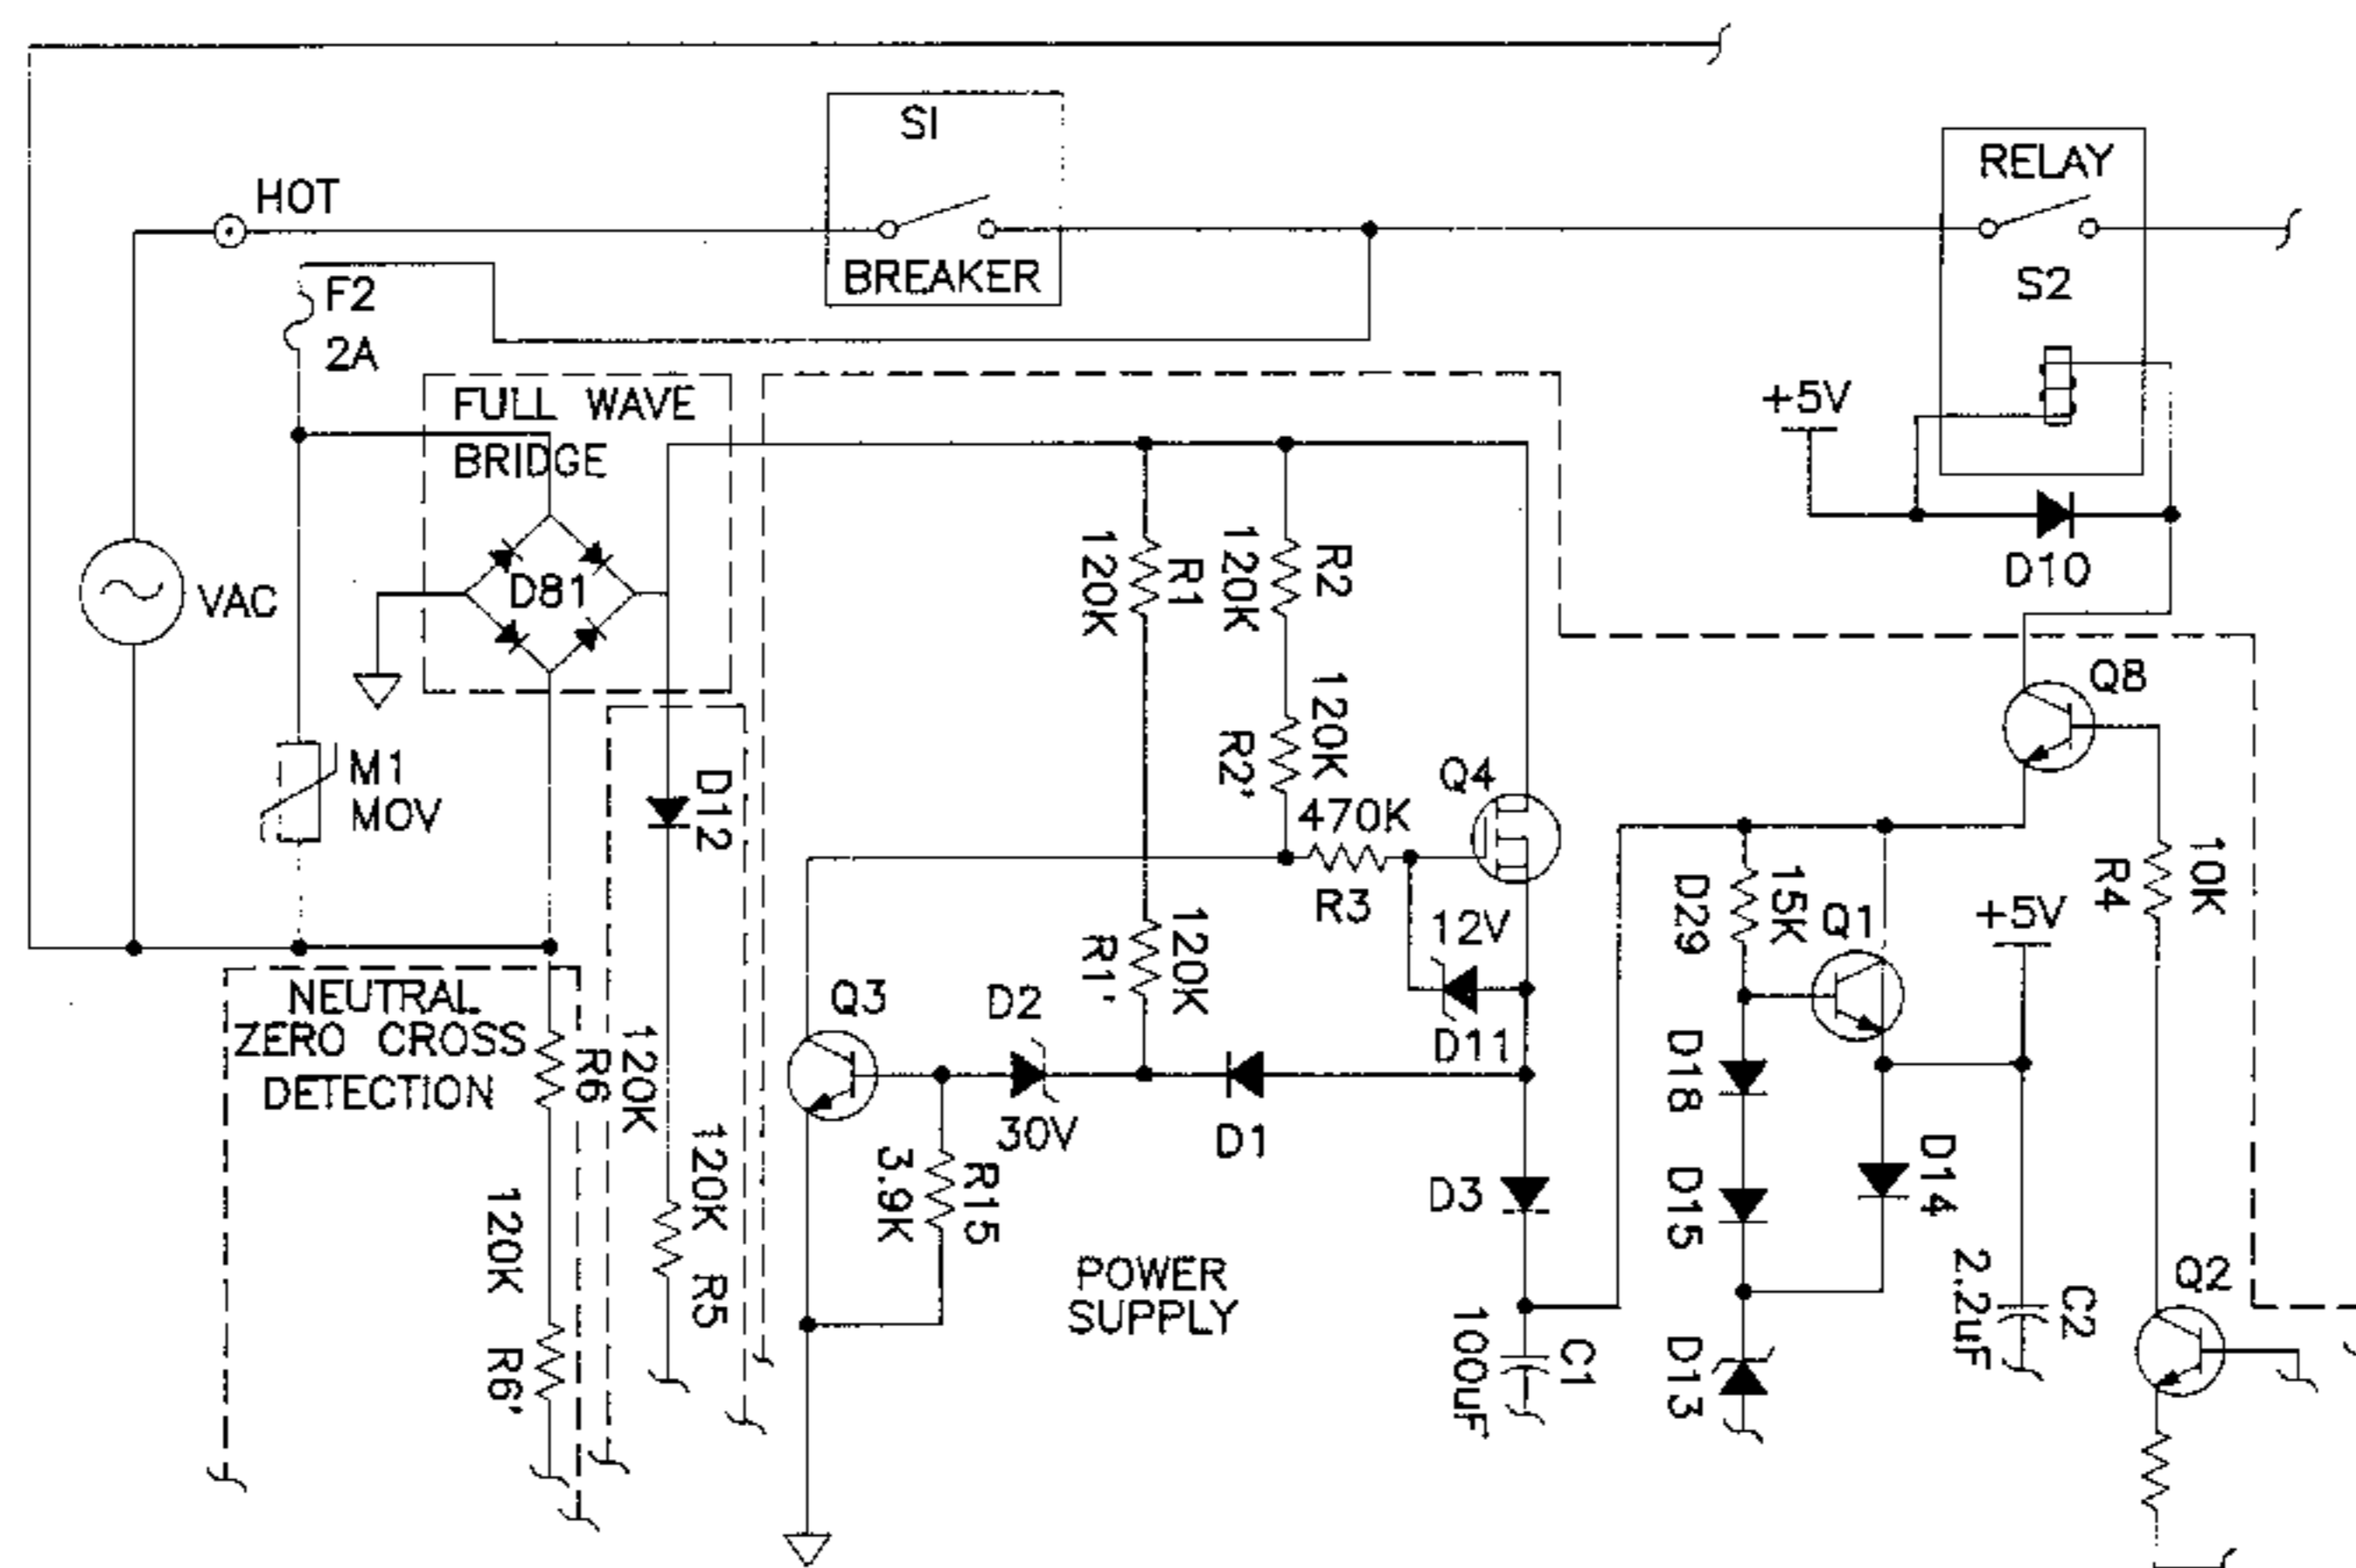 S1
BREAKER
HOT
RELAY
S2
F2
2A
FULL WAVE
BRIDGE
+5V
D10
VAC
D81
R1
120K
R2
120K
Q8
M1
MOV
D12
120K
R2'
Q4
470K
R3
R4
10K
12V
D11
D29
15K
Q1
+5V
NEUTRAL
ZERO CROSS
DETECTION
R6
120K
Q3
D2
30V
R1'
120K
D1
D18
120K
R5
3.9K
R15
D3
D15
D14
120K
R6'
POWER
SUPPLY
100uF
C1
D13
2.2uF
C2
Q2